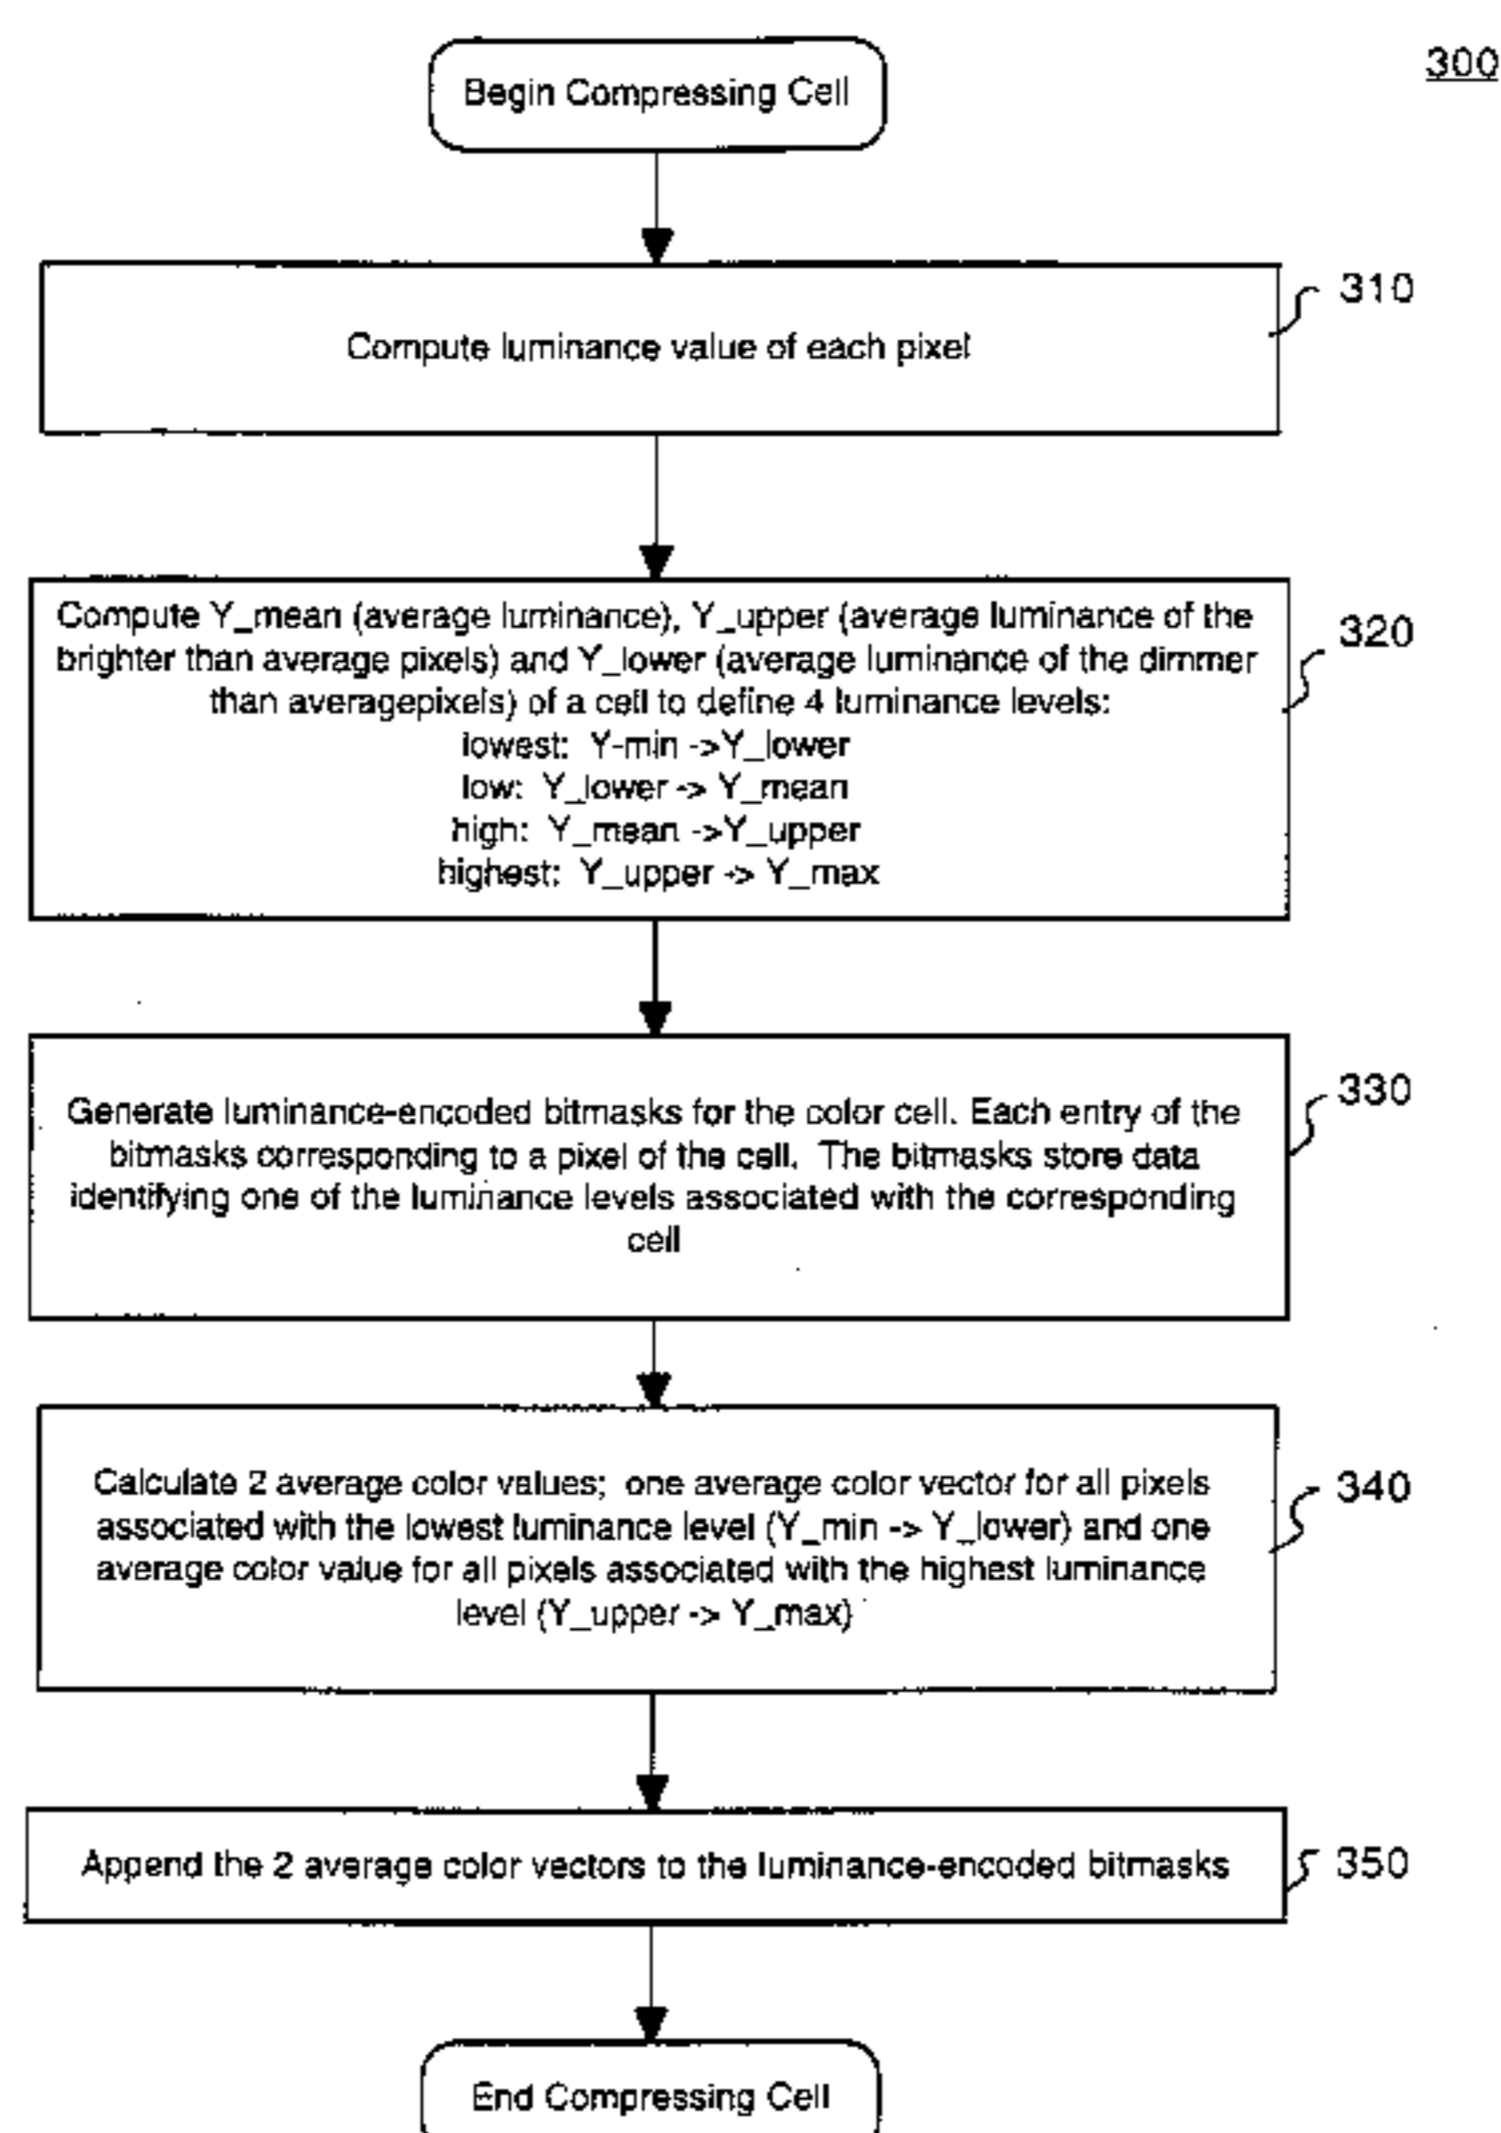 300
Begin Compressing Cell
310
Compute luminance value of each pixel
320
Compute Y_mean (average luminance), Y_upper (average luminance of the
brighter than average pixels) and Y_lower (average luminance of the dimmer
than averagepixels) of a cell to define 4 luminance levels:
lowest: Y-min ->Y_lower
low: Y_lower -> Y_mean
high: Y_mean ->Y_upper
highest: Y_upper -> Y_max
330
Generate luminance-encoded bitmasks for the color cell. Each entry of the
bitmasks corresponding to a pixel of the cell. The bitmasks store data
identifying one of the luminance levels associated with the corresponding
cell
340
Calculate 2 average color values; one average color vector for all pixels
associated with the lowest luminance level (Y_min -> Y_lower) and one
average color value for all pixels associated with the highest luminance
level (Y_upper -> Y_max)
Append the 2 average color vectors to the luminance-encoded bitmasks
350
End Compressing Cell